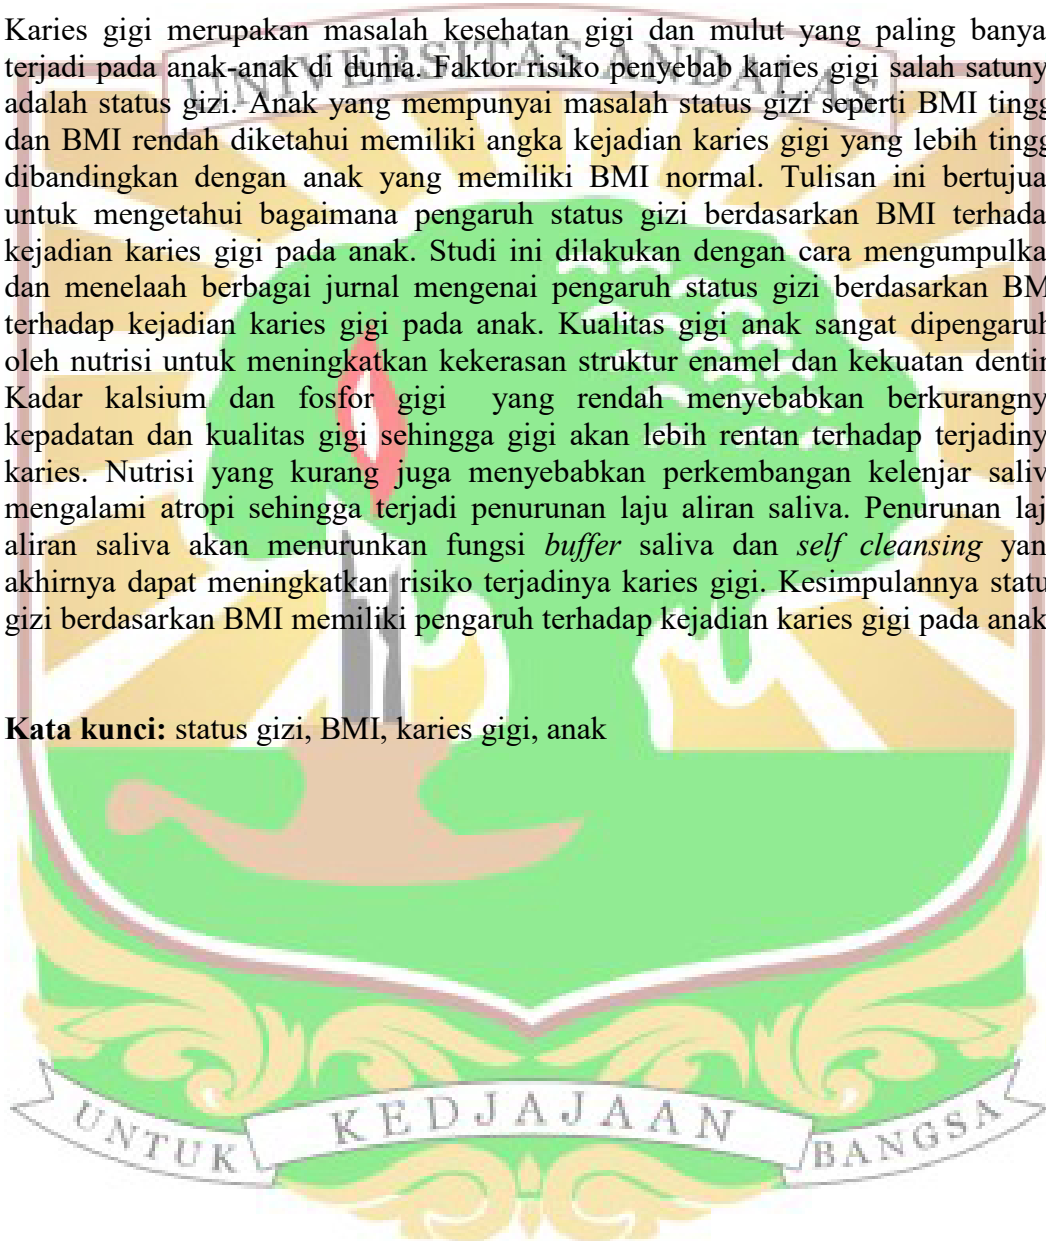 Karies gigi merupakan masalah kesehatan gigi dan mulut yang paling banya
terjadi pada anak-anak di dunia. Faktor risiko penyebab karies gigi salah satuny
adalah status gizi. Anak yang mempunyai masalah status gizi seperti BMI tingg
dan BMI rendah diketahui memiliki angka kejadian karies gigi yang lebih tingg
dibandingkan dengan anak yang memiliki BMI normal. Tulisan ini bertujua
untuk mengetahui bagaimana pengaruh status gizi berdasarkan BMI terhada
kejadian karies gigi pada anak. Studi ini dilakukan dengan cara mengumpulka
dan menelaah berbagai jurnal mengenai pengaruh status gizi berdasarkan BM
terhadap kejadian karies gigi pada anak. Kualitas gigi anak sangat dipengaruh
oleh nutrisi untuk meningkatkan kekerasan struktur enamel dan kekuatan dentin
Kadar kalsium dan fosfor gigi yang rendah menyebabkan berkurangny
kepadatan dan kualitas gigi sehingga gigi akan lebih rentan terhadap terjadiny
karies. Nutrisi yang kurang juga menyebabkan perkembangan kelenjar saliv
mengalami atropi sehingga terjadi penurunan laju aliran saliva. Penurunan laj
aliran saliva akan menurunkan fungsi buffer saliva dan self cleansing yan
akhirnya dapat meningkatkan risiko terjadinya karies gigi. Kesimpulannya statu
gizi berdasarkan BMI memiliki pengaruh terhadap kejadian karies gigi pada anak
Kata kunci: status gizi, BMI, karies gigi, anak
UNIVERSITAS ANDALAS
UNTUK KEDJAJAAN BANGSA